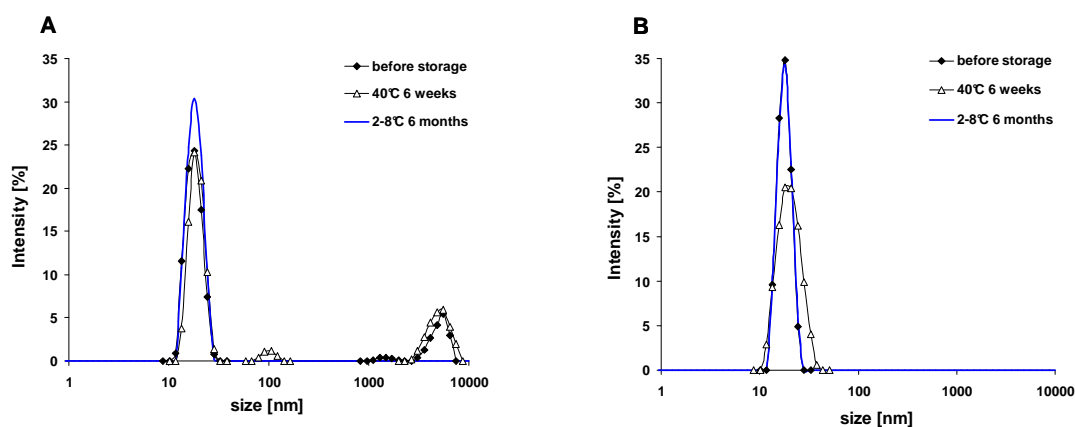 A
B
before storage
40℃ 6 weeks
2-8℃ 6 months
Intensity [%]
35
30
25
20
15
10
5
0
1
10
100
1000
10000
size [nm]
before storage
40℃ 6 weeks
2-8℃ 6 months
Intensity [%]
35
30
25
20
15
10
5
0
1
10
100
1000
10000
size [nm]